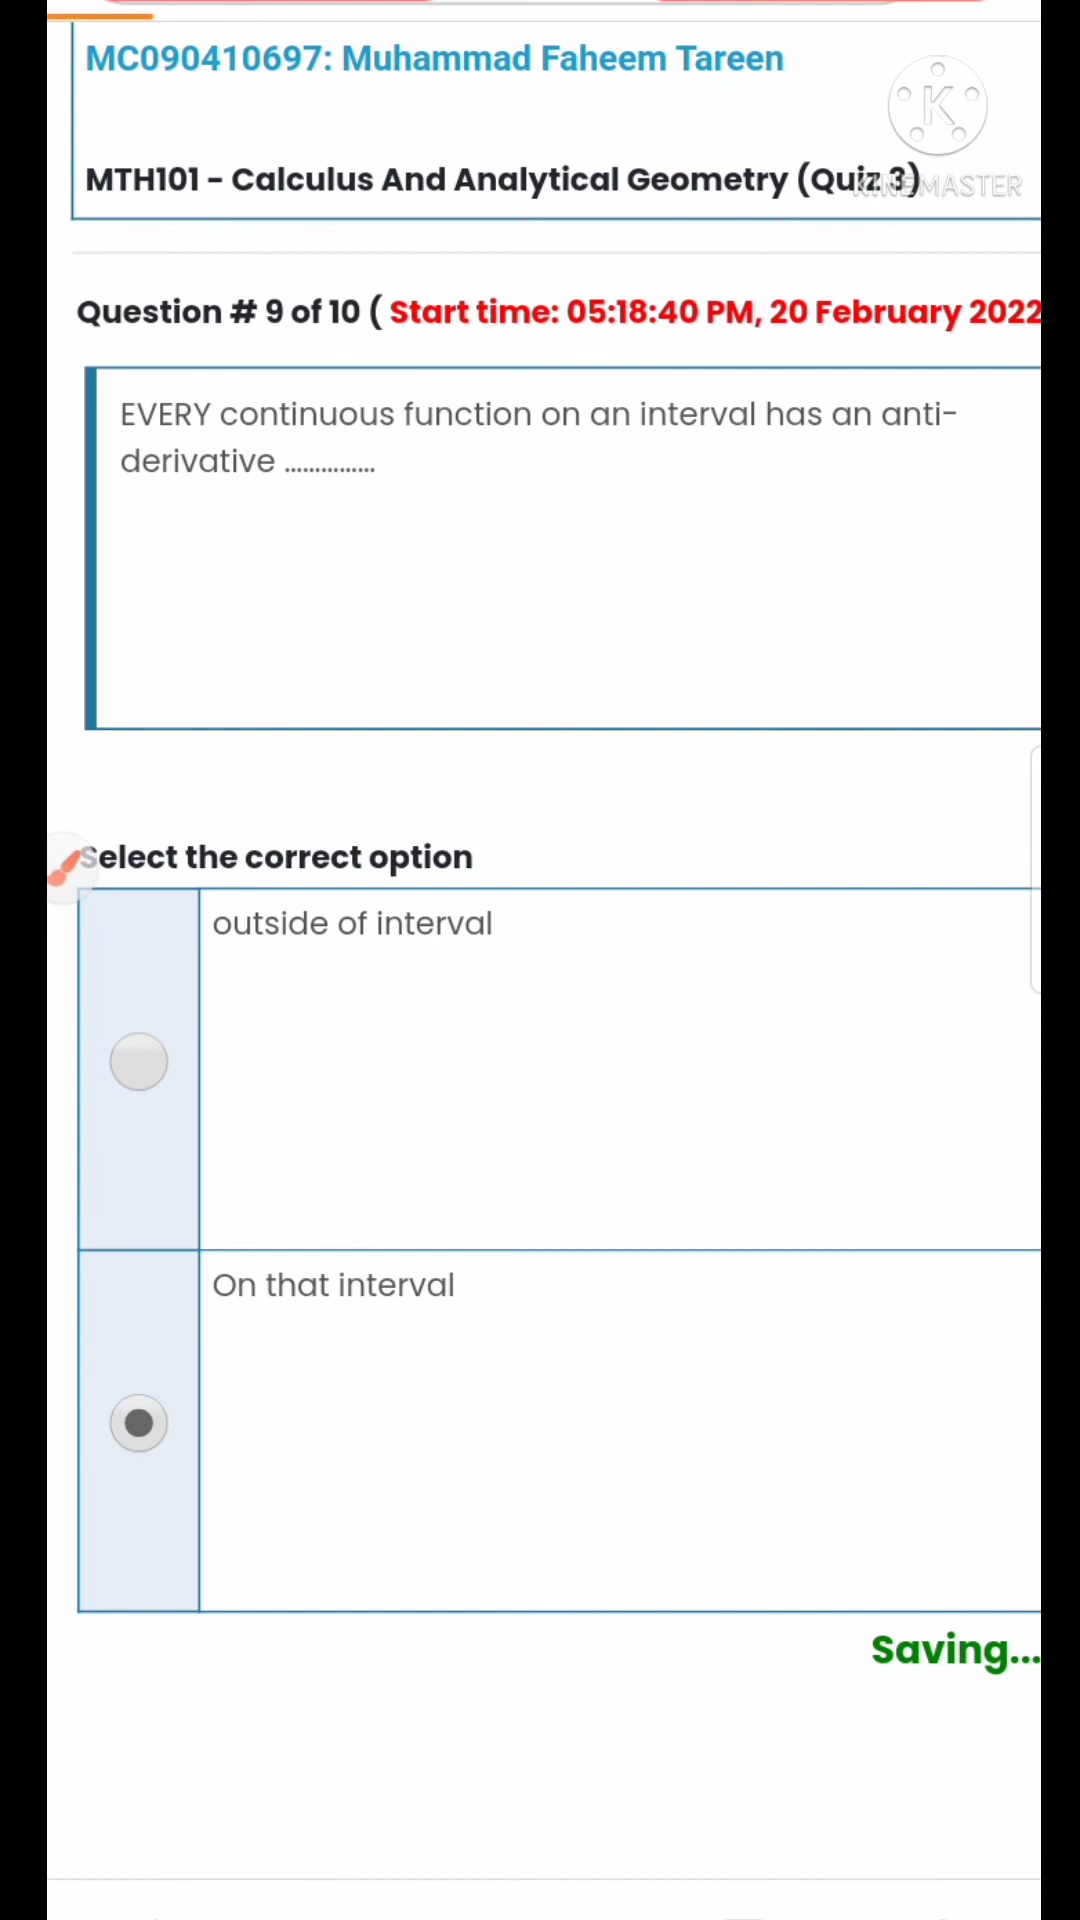 MC090410697: Muhammad Faheem Tareen
K
MTH101 - Calculus And Analytical Geometry (Quiz 3)
KINEMASTER
Question # 9 of 10 ( Start time: 05:18:40 PM, 20 February 2022
EVERY continuous function on an interval has an anti-
derivative ...............
Select the correct option
outside of interval
On that interval
Saving...